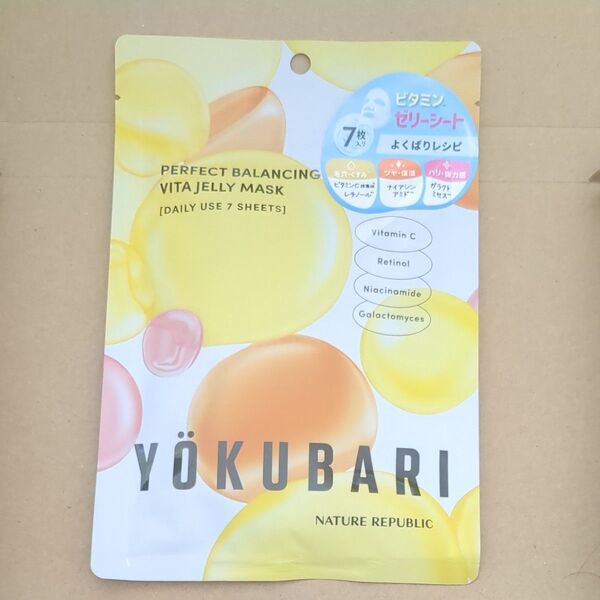 ビタミン
ゼリーシート
7枚入り
よくばりレシピ
毛穴・くすみ
ビタミンC誘導体
レチノール
ツヤ・保湿
ナイアシン
アミド
ハリ・弾力感
ガラクト
ミセス
PERFECT BALANCING
VITA JELLY MASK
[DAILY USE 7 SHEETS]
Vitamin C
Retinol
Niacinamide
Galactomyces
YÖKUBARI
NATURE REPUBLIC